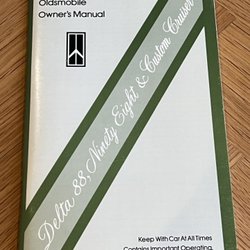 Oldsmobile
Owner's Manual
Delta 88, Ninety Eight & Custom Cruiser
Keep With Car At All Times
Contains Important Operating,